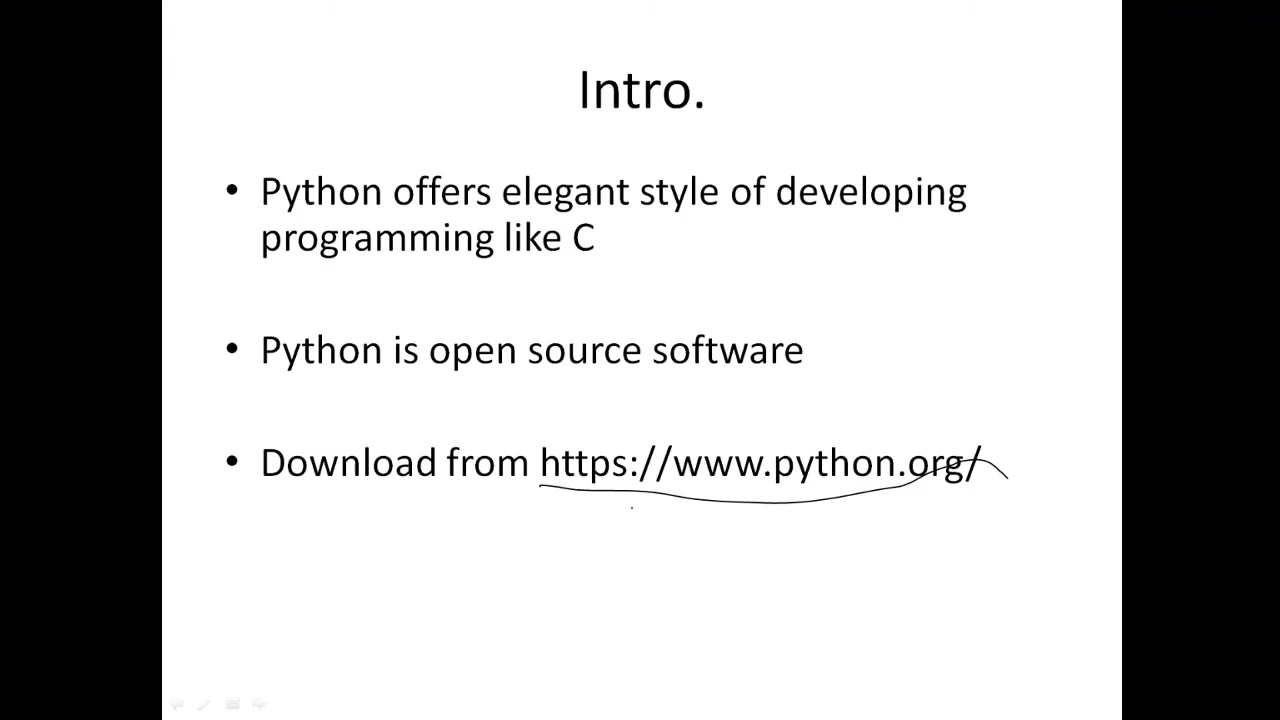 Intro.
• Python offers elegant style of developing
programming like C
• Python is open source software
• Download from https://www.python.org/